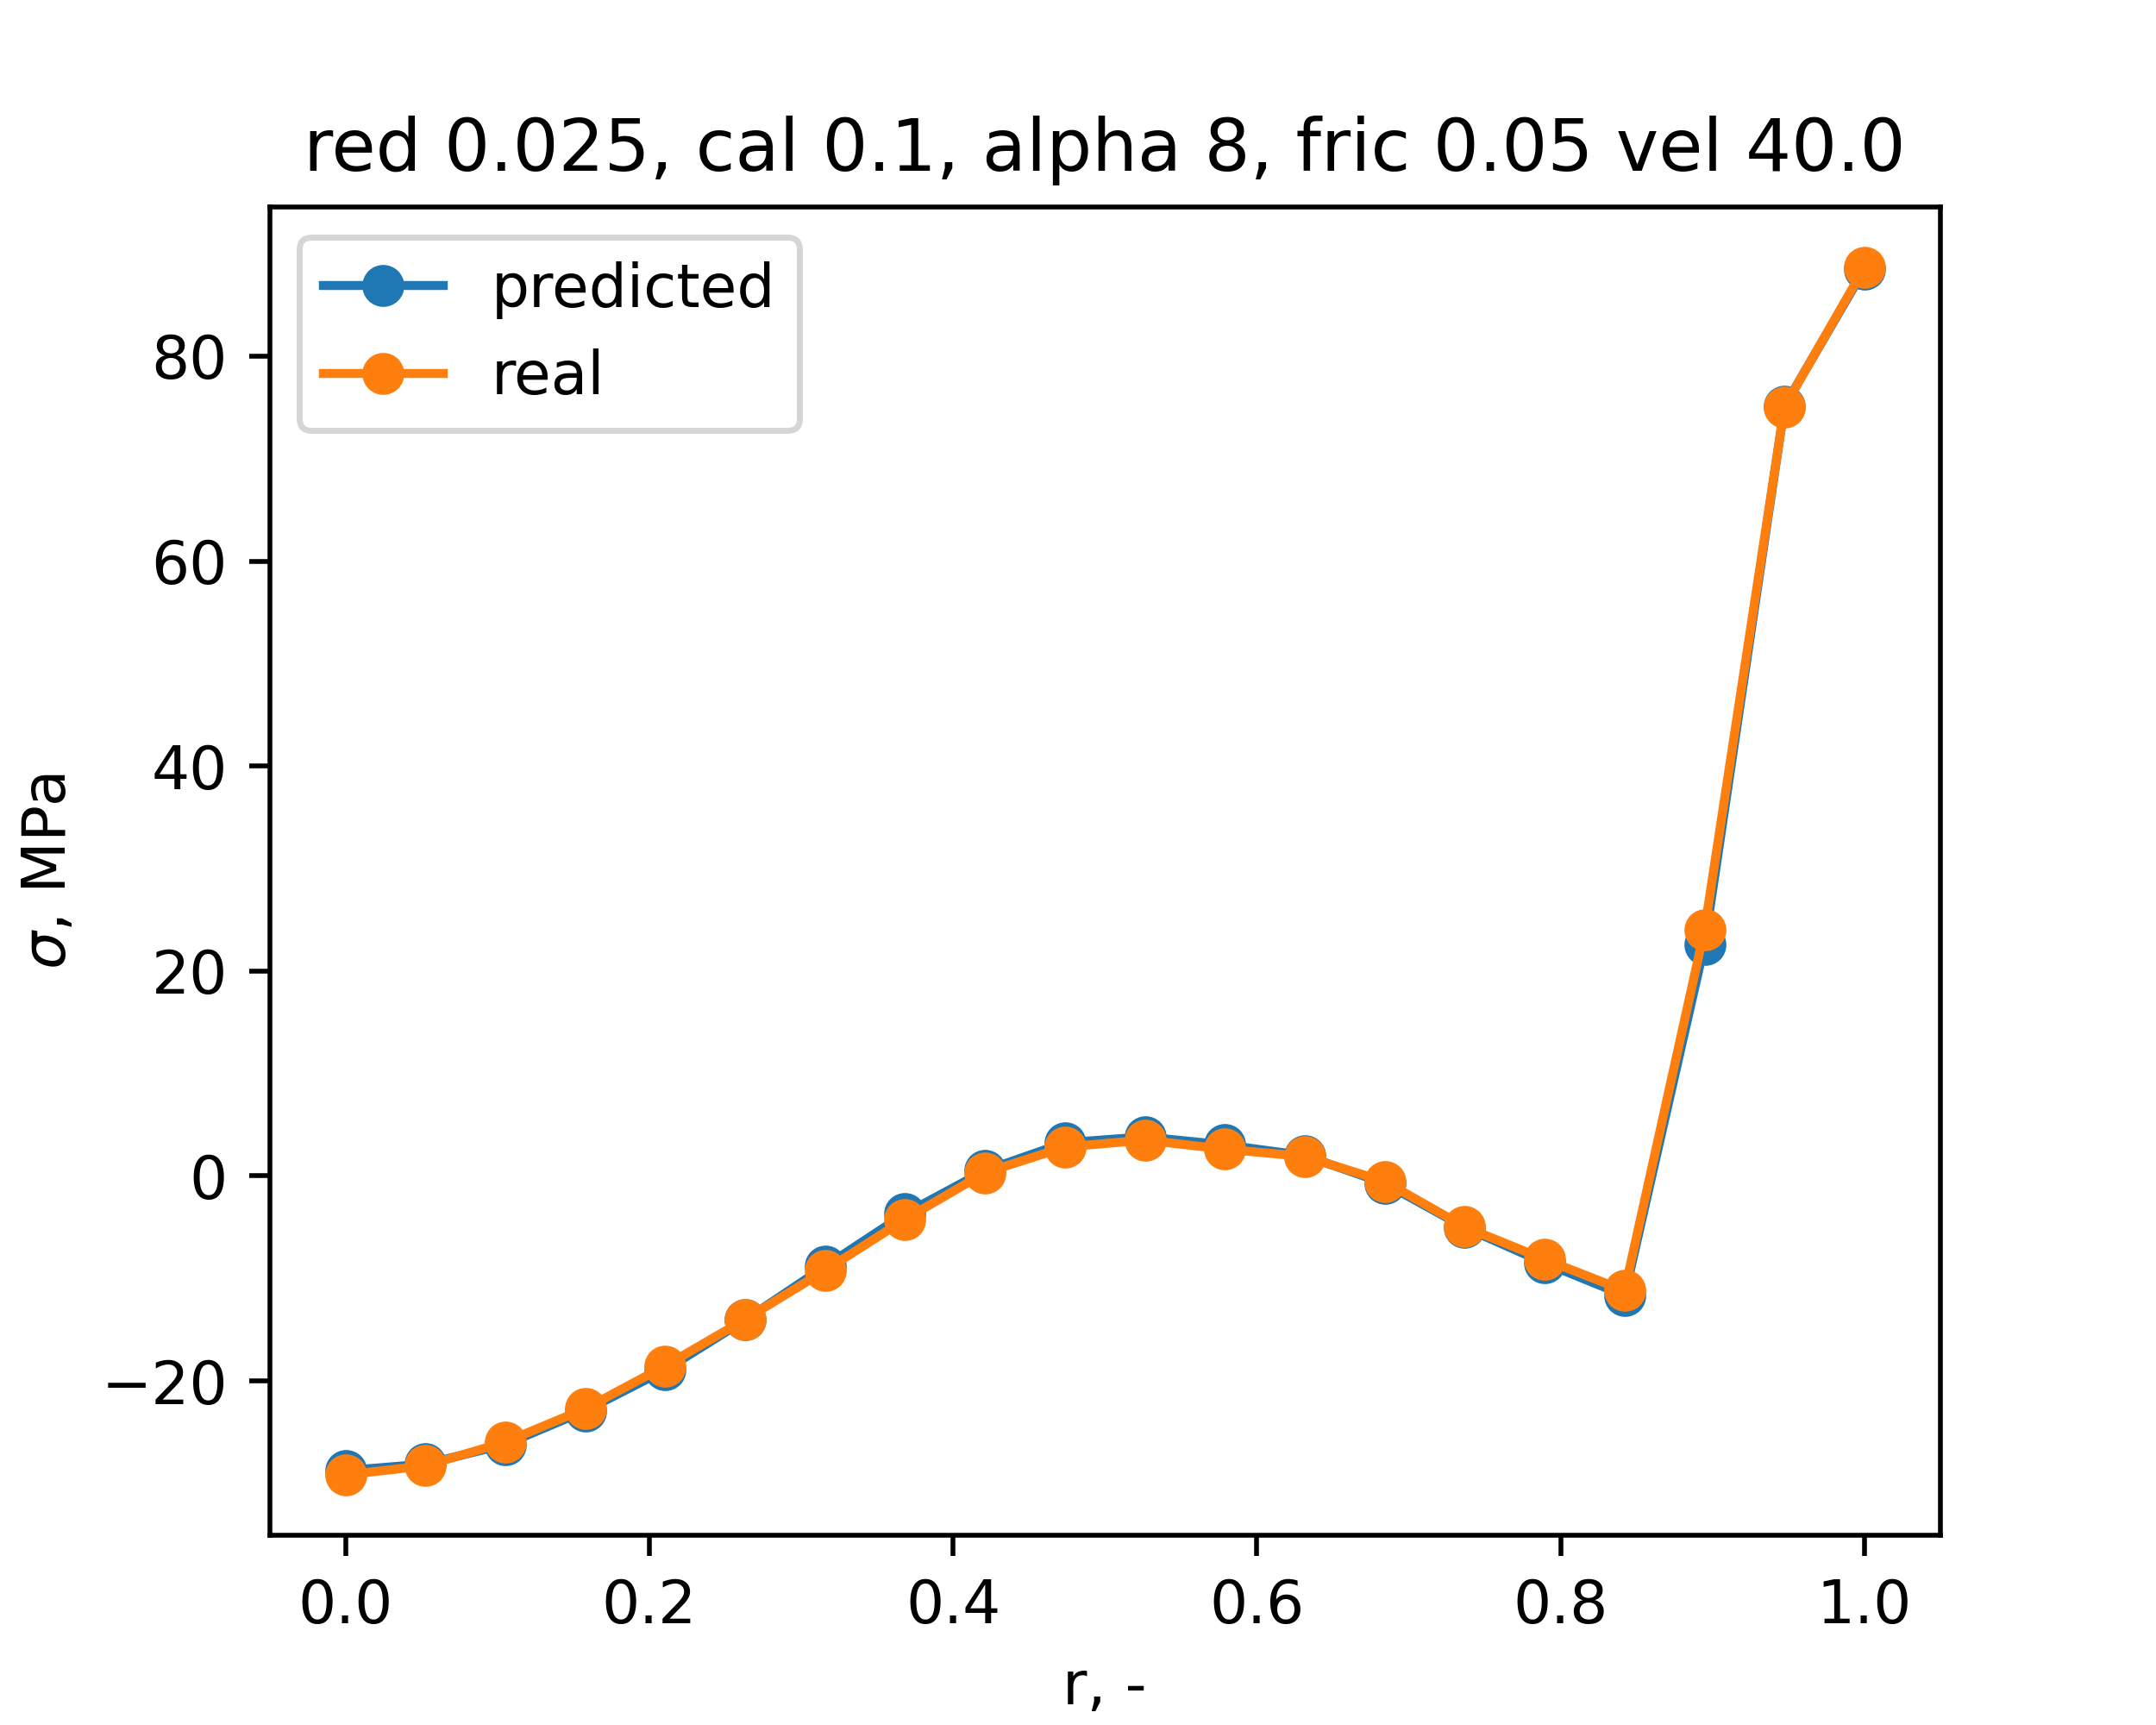 red 0.025, cal 0.1, alpha 8, fric 0.05 vel 40.0
predicted
real
80
60
40
20
0
−20
σ, MPa
0.0 0.2 0.4 0.6 0.8 1.0
r, -